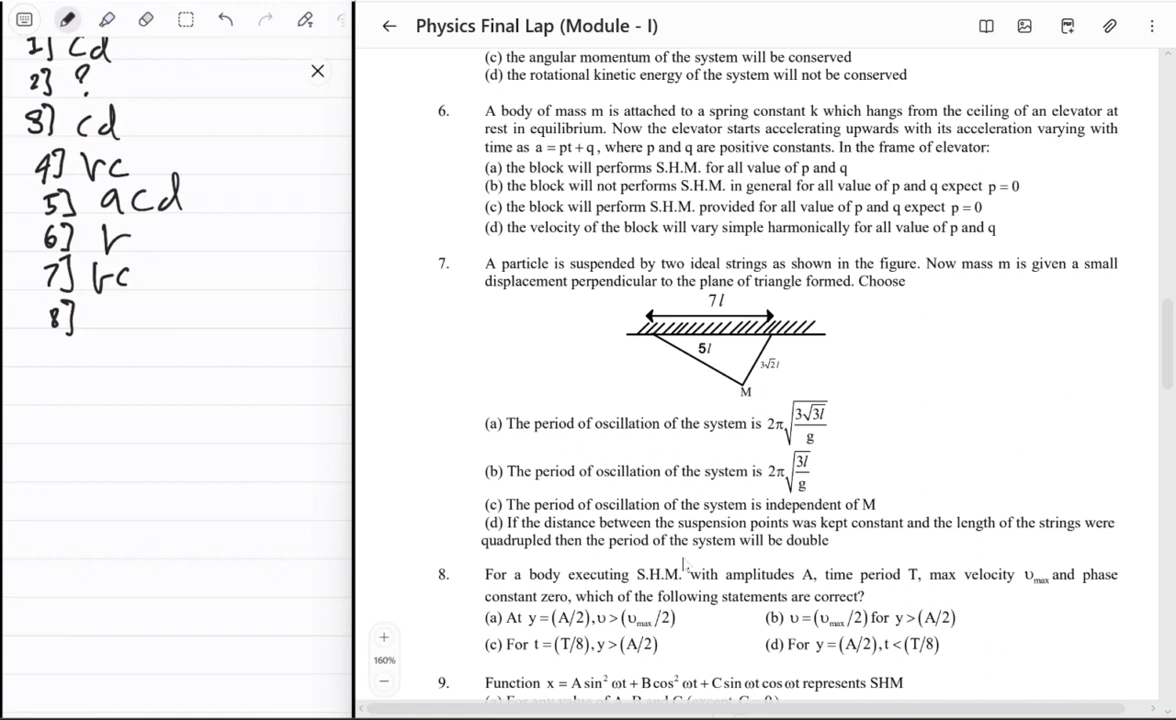 1] cd
2] ?
3] cd
4] bc
5] acd
6] b
7] bc
8]
Physics Final Lap (Module - I)
(c) the angular momentum of the system will be conserved
(d) the rotational kinetic energy of the system will not be conserved
6. A body of mass m is attached to a spring constant k which hangs from the ceiling of an elevator at
rest in equilibrium. Now the elevator starts accelerating upwards with its acceleration varying with
time as a = pt + q, where p and q are positive constants. In the frame of elevator:
(a) the block will performs S.H.M. for all value of p and q
(b) the block will not performs S.H.M. in general for all value of p and q expect p = 0
(c) the block will perform S.H.M. provided for all value of p and q expect p = 0
(d) the velocity of the block will vary simple harmonically for all value of p and q
7. A particle is suspended by two ideal strings as shown in the figure. Now mass m is given a small
displacement perpendicular to the plane of triangle formed. Choose
7l
5l
3√2l
M
(a) The period of oscillation of the system is 2π√(3√3l/g)
(b) The period of oscillation of the system is 2π√(3l/g)
(c) The period of oscillation of the system is independent of M
(d) If the distance between the suspension points was kept constant and the length of the strings were
quadrupled then the period of the system will be double
8. For a body executing S.H.M. with amplitudes A, time period T, max velocity υmax and phase
constant zero, which of the following statements are correct?
(a) At y = (A/2), υ > (υmax/2) (b) υ = (υmax/2) for y > (A/2)
(c) For t = (T/8), y > (A/2) (d) For y = (A/2), t < (T/8)
9. Function x = A sin² ωt + B cos² ωt + C sin ωt cos ωt represents SHM
160%